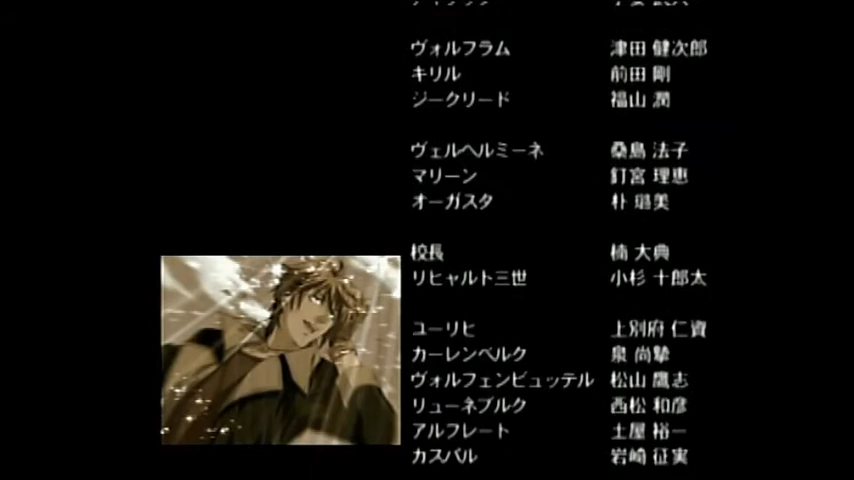 ヴォルフラム 津田 健次郎
キリル 前田 剛
ジークリード 福山 潤
ヴェルヘルミーネ 桑島 法子
マリーン 釘宮 理恵
オーガスタ 朴 璐美
校長 楠 大典
リヒャルト三世 小杉 十郎太
ユーリヒ 上別府 仁資
カーレンベルク 泉 尚摯
ヴォルフェンビュッテル 松山 鷹志
リューネブルク 西松 和彦
アルフレート 土屋 裕一
カスパル 岩崎 征実